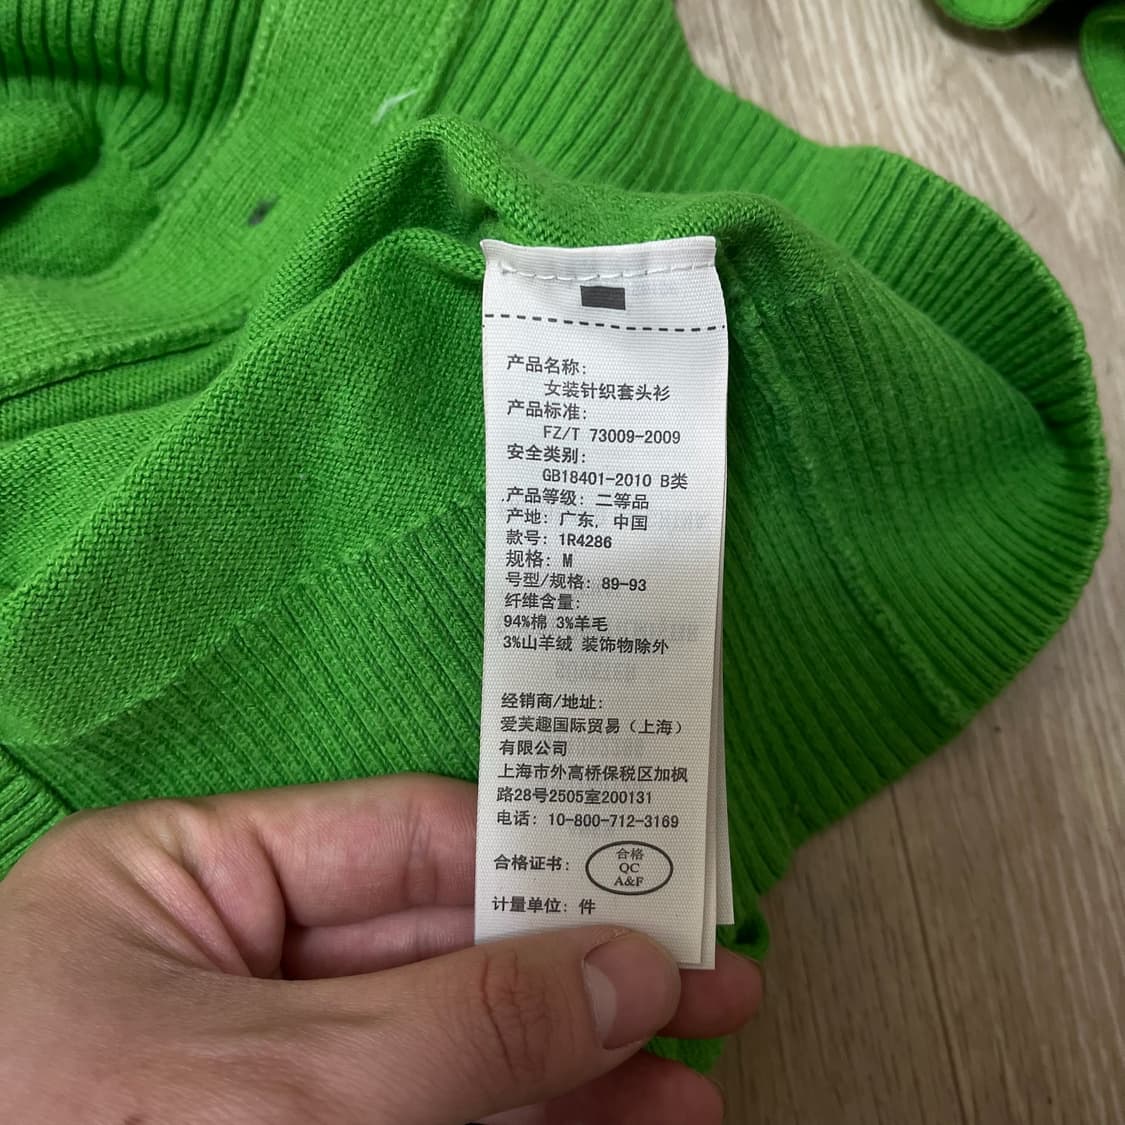 产品名称:
女装针织套头衫
产品标准:
FZ/T 73009-2009
安全类别:
GB18401-2010 B类
产品等级: 二等品
产地: 广东, 中国
款号: 1R4286
规格: M
号型/规格: 89-93
纤维含量:
94%棉 3%羊毛
3%山羊绒 装饰物除外
经销商/地址:
爱芙趣国际贸易（上海）
有限公司
上海市外高桥保税区加枫
路28号2505室200131
电话: 10-800-712-3169
合格证书:
合格
QC
A&F
计量单位: 件